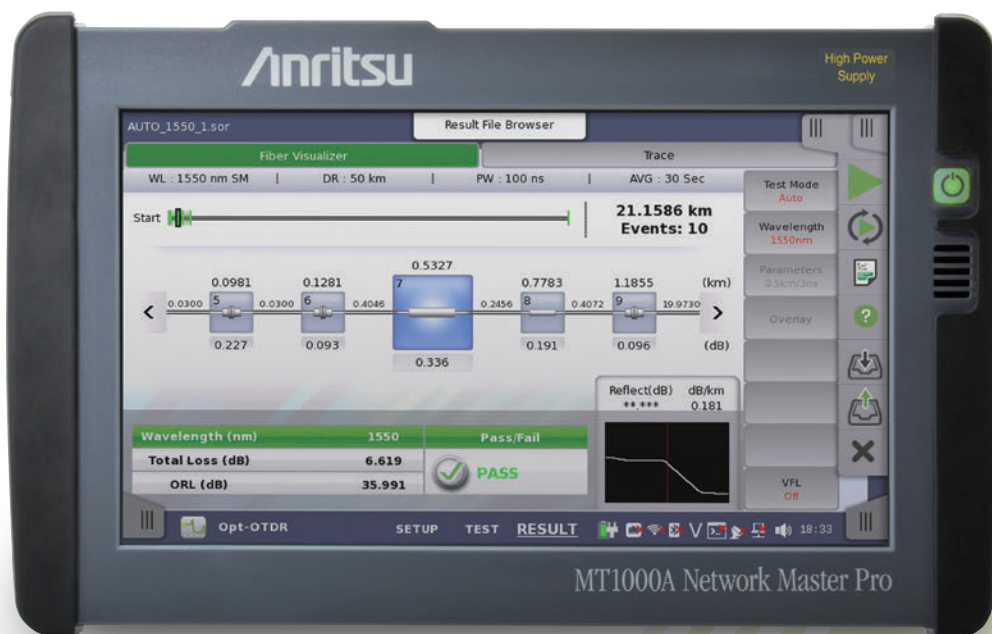 Anritsu
High Power
Supply
AUTO_1550_1.sor
Result File Browser
Fiber Visualizer
Trace
WL : 1550 nm SM | DR : 50 km | PW : 100 ns | AVG : 30 Sec
Test Mode
Auto
Start
21.1586 km
Events: 10
Wavelength
1550nm
Parameters
0.5km/3ns
Overlay
0.0981 0.1281 0.5327 0.7783 1.1855 (km)
0.0300 5 0.0300 6 0.4046 7 0.2456 8 0.4072 9 19.9730
0.227 0.093 0.336 0.191 0.096 (dB)
Reflect(dB) dB/km
**.*** 0.181
Wavelength (nm) 1550 Pass/Fail
Total Loss (dB) 6.619
PASS
ORL (dB) 35.991
VFL
Off
Opt-OTDR SETUP TEST RESULT 18:33
MT1000A Network Master Pro